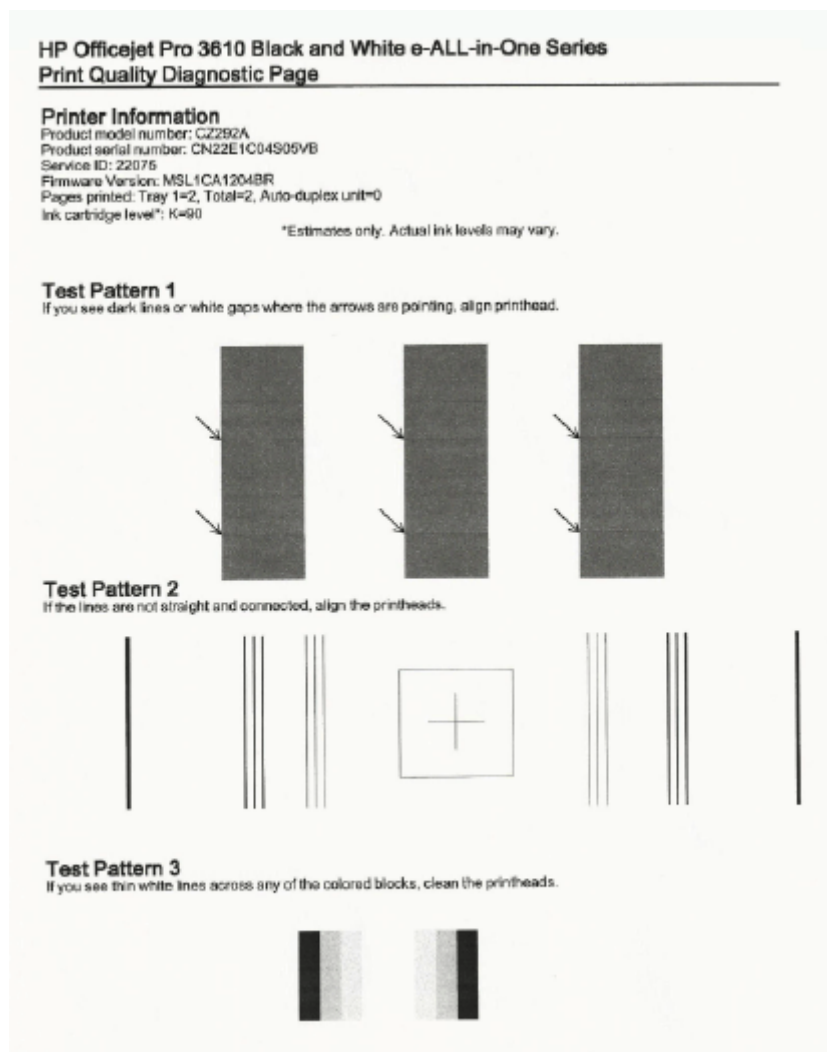 HP Officejet Pro 3610 Black and White e-ALL-in-One Series
Print Quality Diagnostic Page
Printer Information
Product model number: CZ292A
Product serial number: CN22E1C04S05VB
Service ID: 22076
Firmware Version: MSL1CA1204BR
Pages printed: Tray 1=2, Total=2, Auto-duplex unit=0
Ink cartridge level*: K=90
*Estimates only. Actual ink levels may vary.
Test Pattern 1
If you see dark lines or white gaps where the arrows are pointing, align printhead.
Test Pattern 2
If the lines are not straight and connected, align the printheads.
Test Pattern 3
If you see thin white lines across any of the colored blocks, clean the printheads.